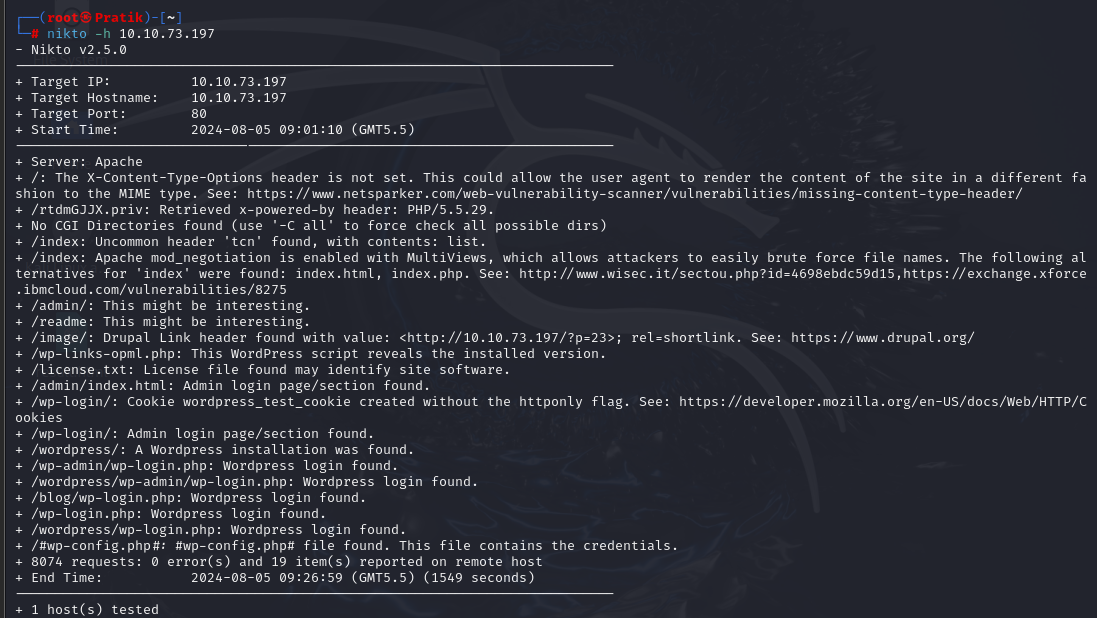 ┌──(root㉿Pratik)-[~]
└─# nikto -h 10.10.73.197
- Nikto v2.5.0
---------------------------------------------------------------------------
+ Target IP:          10.10.73.197
+ Target Hostname:    10.10.73.197
+ Target Port:        80
+ Start Time:         2024-08-05 09:01:10 (GMT5.5)
---------------------------------------------------------------------------
+ Server: Apache
+ /: The X-Content-Type-Options header is not set. This could allow the user agent to render the content of the site in a different fa
shion to the MIME type. See: https://www.netsparker.com/web-vulnerability-scanner/vulnerabilities/missing-content-type-header/
+ /rtdmGJJX.priv: Retrieved x-powered-by header: PHP/5.5.29.
+ No CGI Directories found (use '-C all' to force check all possible dirs)
+ /index: Uncommon header 'tcn' found, with contents: list.
+ /index: Apache mod_negotiation is enabled with MultiViews, which allows attackers to easily brute force file names. The following al
ternatives for 'index' were found: index.html, index.php. See: http://www.wisec.it/sectou.php?id=4698ebdc59d15,https://exchange.xforce
.ibmcloud.com/vulnerabilities/8275
+ /admin/: This might be interesting.
+ /readme: This might be interesting.
+ /image/: Drupal Link header found with value: <http://10.10.73.197/?p=23>; rel=shortlink. See: https://www.drupal.org/
+ /wp-links-opml.php: This WordPress script reveals the installed version.
+ /license.txt: License file found may identify site software.
+ /admin/index.html: Admin login page/section found.
+ /wp-login/: Cookie wordpress_test_cookie created without the httponly flag. See: https://developer.mozilla.org/en-US/docs/Web/HTTP/C
ookies
+ /wp-login/: Admin login page/section found.
+ /wordpress/: A Wordpress installation was found.
+ /wp-admin/wp-login.php: Wordpress login found.
+ /wordpress/wp-admin/wp-login.php: Wordpress login found.
+ /blog/wp-login.php: Wordpress login found.
+ /wp-login.php: Wordpress login found.
+ /wordpress/wp-login.php: Wordpress login found.
+ /#wp-config.php#: #wp-config.php# file found. This file contains the credentials.
+ 8074 requests: 0 error(s) and 19 item(s) reported on remote host
+ End Time:           2024-08-05 09:26:59 (GMT5.5) (1549 seconds)
---------------------------------------------------------------------------
+ 1 host(s) tested